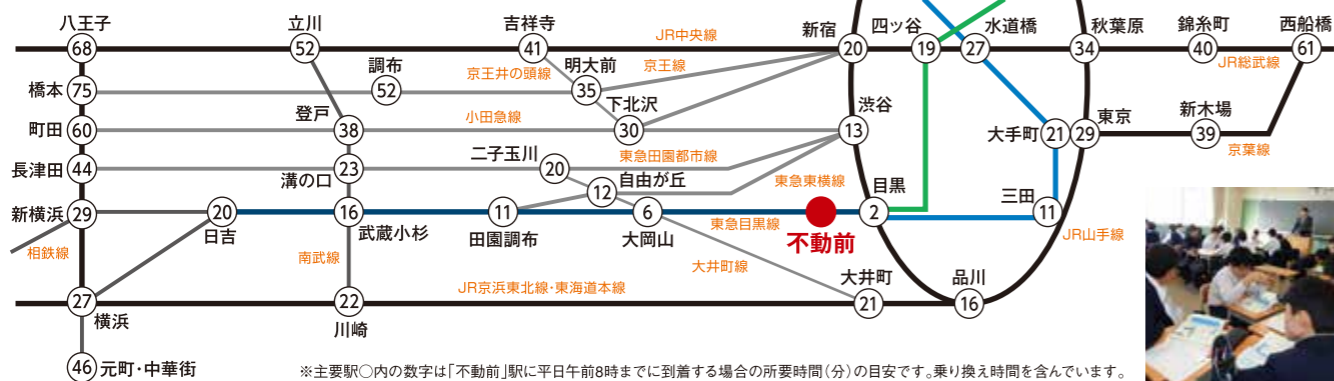 八王子
68
立川
52
吉祥寺
41
JR中央線
新宿
20
四ッ谷
19
水道橋
27
秋葉原
34
錦糸町
40
JR総武線
西船橋
61
橋本
75
調布
52
京王井の頭線
明大前
35
京王線
下北沢
30
町田
60
登戸
38
小田急線
渋谷
13
大手町
21
東京
29
新木場
39
京葉線
長津田
44
溝の口
23
二子玉川
20
東急田園都市線
自由が丘
12
東急東横線
新横浜
29
相鉄線
日吉
20
武蔵小杉
16
南武線
田園調布
11
大岡山
6
東急目黒線
不動前
目黒
2
三田
11
JR山手線
大井町線
横浜
27
川崎
22
JR京浜東北線・東海道本線
大井町
21
品川
16
46
元町・中華街
※主要駅○内の数字は「不動前」駅に平日午前8時までに到着する場合の所要時間(分)の目安です。乗り換え時間を含んでいます。